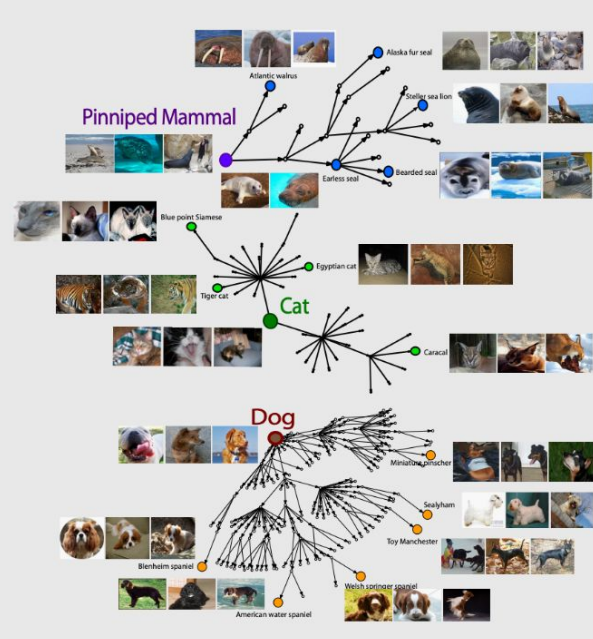 Alaska fur seal
Atlantic walrus
Steller sea lion
Pinniped Mammal
Earless seal
Bearded seal
Blue point Siamese
Egyptian cat
Tiger cat
Cat
Caracal
Dog
Miniature pinscher
Sealyham
Toy Manchester
Blenheim spaniel
Welsh springer spaniel
American water spaniel